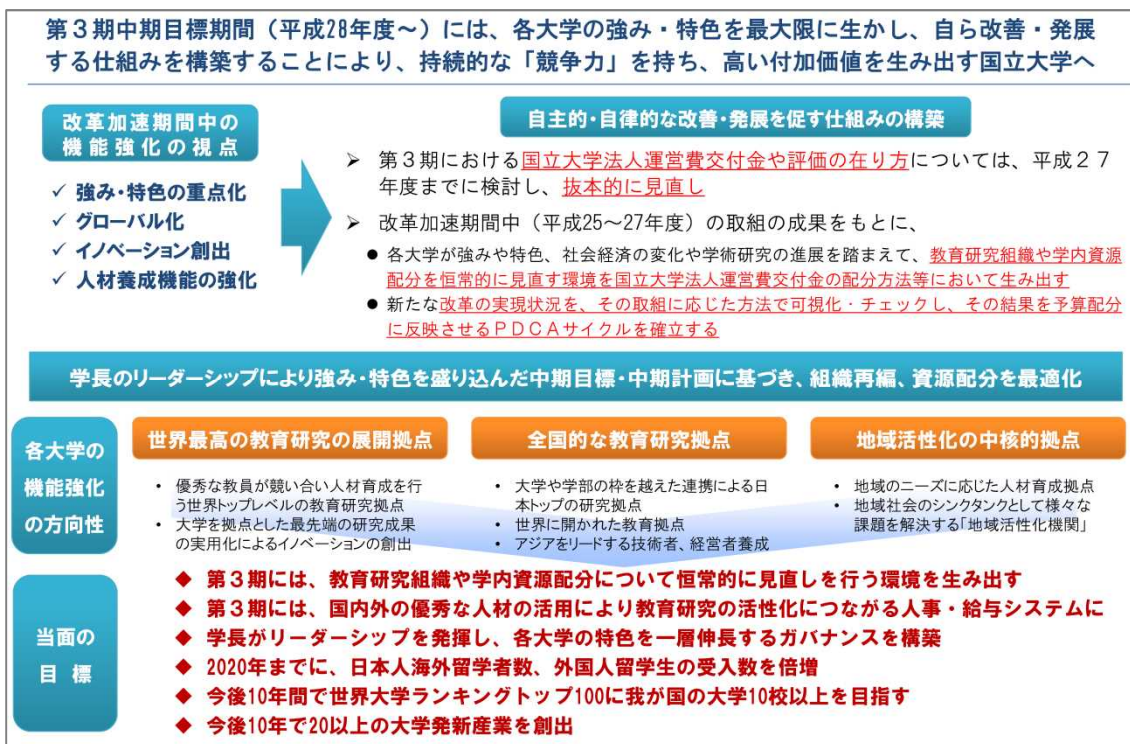 第3期中期目標期間（平成28年度～）には、各大学の強み・特色を最大限に生かし、自ら改善・発展
する仕組みを構築することにより、持続的な「競争力」を持ち、高い付加価値を生み出す国立大学へ
改革加速期間中の
機能強化の視点
✓ 強み・特色の重点化
✓ グローバル化
✓ イノベーション創出
✓ 人材養成機能の強化
自主的・自律的な改善・発展を促す仕組みの構築
➢ 第3期における国立大学法人運営費交付金や評価の在り方については、平成27
年度までに検討し、抜本的に見直し
➢ 改革加速期間中（平成25～27年度）の取組の成果をもとに、
● 各大学が強みや特色、社会経済の変化や学術研究の進展を踏まえて、教育研究組織や学内資源
配分を恒常的に見直す環境を国立大学法人運営費交付金の配分方法等において生み出す
● 新たな改革の実現状況を、その取組に応じた方法で可視化・チェックし、その結果を予算配分
に反映させるPDCAサイクルを確立する
学長のリーダーシップにより強み・特色を盛り込んだ中期目標・中期計画に基づき、組織再編、資源配分を最適化
各大学の
機能強化
の方向性
世界最高の教育研究の展開拠点
• 優秀な教員が競い合い人材育成を行
う世界トップレベルの教育研究拠点
• 大学を拠点とした最先端の研究成果
の実用化によるイノベーションの創出
全国的な教育研究拠点
• 大学や学部の枠を越えた連携による日
本トップの研究拠点
• 世界に開かれた教育拠点
• アジアをリードする技術者、経営者養成
地域活性化の中核的拠点
• 地域のニーズに応じた人材育成拠点
• 地域社会のシンクタンクとして様々な
課題を解決する「地域活性化機関」
当面の
目 標
◆ 第3期には、教育研究組織や学内資源配分について恒常的に見直しを行う環境を生み出す
◆ 第3期には、国内外の優秀な人材の活用により教育研究の活性化につながる人事・給与システムに
◆ 学長がリーダーシップを発揮し、各大学の特色を一層伸長するガバナンスを構築
◆ 2020年までに、日本人海外留学者数、外国人留学生の受入数を倍増
◆ 今後10年間で世界大学ランキングトップ100に我が国の大学10校以上を目指す
◆ 今後10年で20以上の大学発新産業を創出